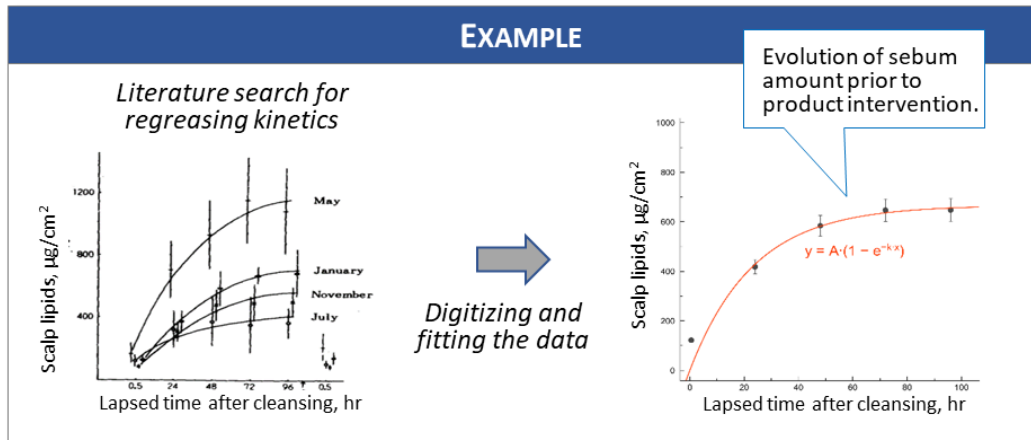 EXAMPLE
Literature search for
regreasing kinetics
Scalp lipids, µg/cm²
1200
800
400
May
January
November
July
0.5
24
48
72
96
0.5
Lapsed time after cleansing, hr
Digitizing and
fitting the data
Evolution of sebum
amount prior to
product intervention.
Scalp lipids, µg/cm²
1000
800
600
400
200
0
y = A·(1 − e⁻ᵏ·ˣ)
0
20
40
60
80
100
Lapsed time after cleansing, hr